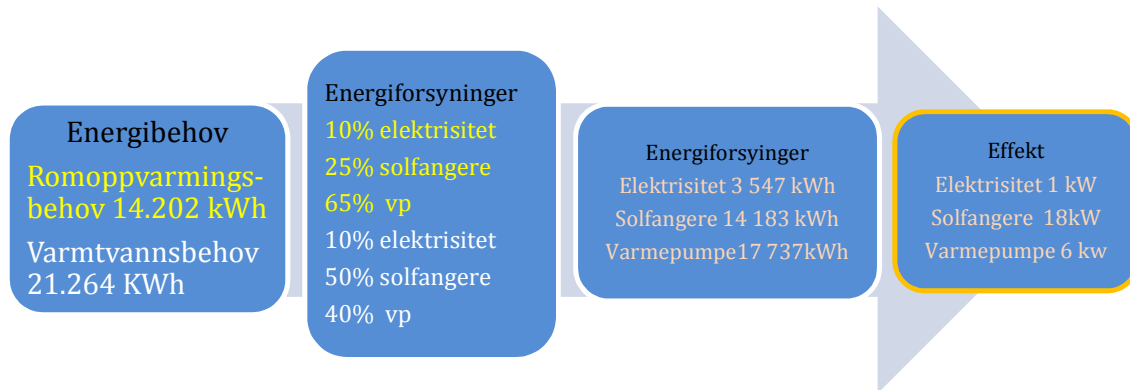 Energibehov
Romoppvarmings-
behov 14.202 kWh
Varmtvannsbehov
21.264 KWh
Energiforsyninger
10% elektrisitet
25% solfangere
65% vp
10% elektrisitet
50% solfangere
40% vp
Energiforsyinger
Elektrisitet 3 547 kWh
Solfangere 14 183 kWh
Varmepumpe17 737kWh
Effekt
Elektrisitet 1 kW
Solfangere 18kW
Varmepumpe 6 kw